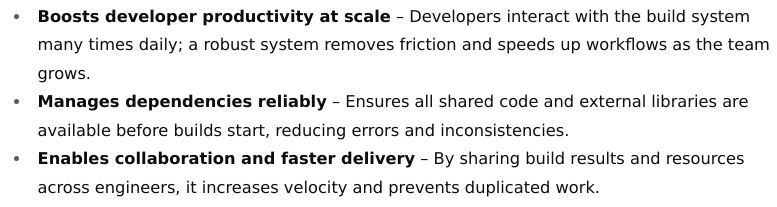 • Boosts developer productivity at scale – Developers interact with the build system
many times daily; a robust system removes friction and speeds up workflows as the team
grows.
• Manages dependencies reliably – Ensures all shared code and external libraries are
available before builds start, reducing errors and inconsistencies.
• Enables collaboration and faster delivery – By sharing build results and resources
across engineers, it increases velocity and prevents duplicated work.